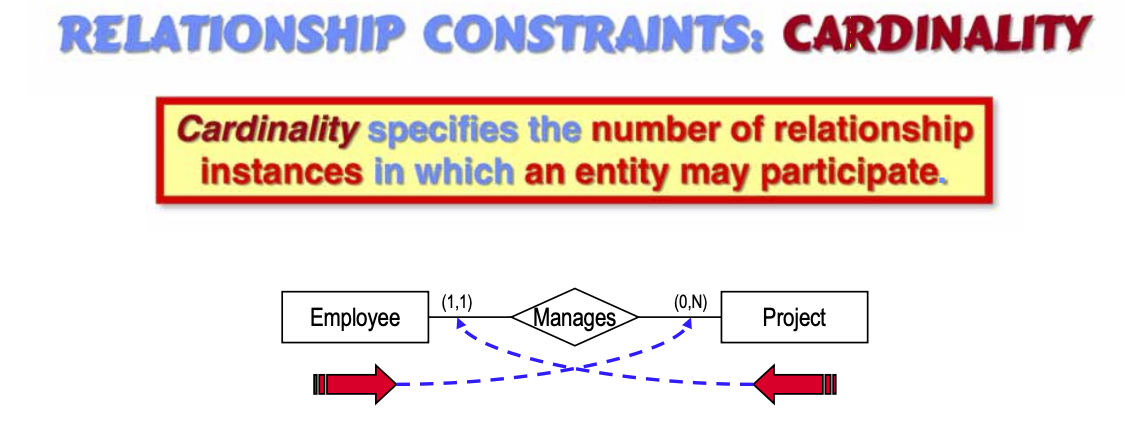 RELATIONSHIP CONSTRAINTS: CARDINALITY
Cardinality specifies the number of relationship
instances in which an entity may participate.
Employee (1,1) Manages (0,N) Project